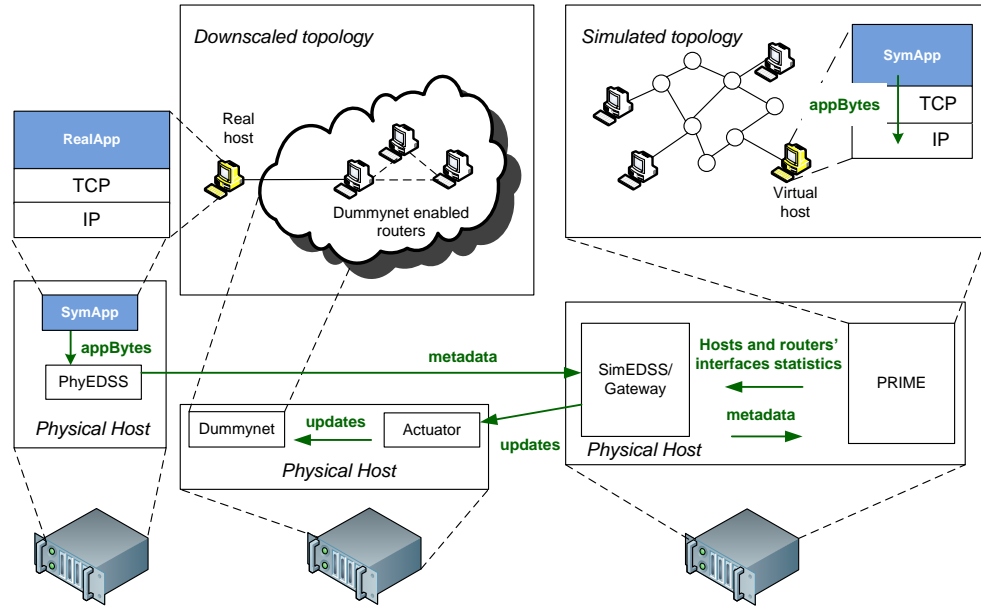 Downscaled topology
Simulated topology
SymApp
appBytes
TCP
IP
Real
host
RealApp
TCP
IP
Dummynet enabled
routers
Virtual
host
SymApp
appBytes
PhyEDSS
Physical Host
metadata
SimEDSS/
Gateway
Hosts and routers'
interfaces statistics
metadata
PRIME
Physical Host
Dummynet
updates
Actuator
updates
Physical Host